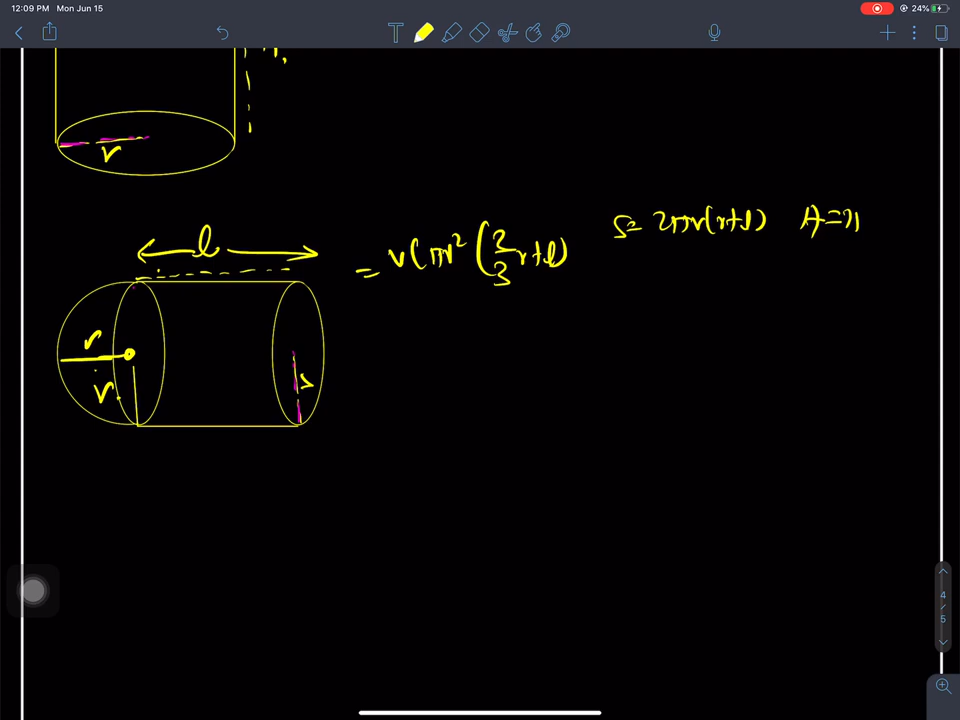 12:09 PM Mon Jun 15
24%
T
r
l
= V(πr² (2/3 r+l)
S= 2πr(r+l) A=
r
r
r
4
/
5